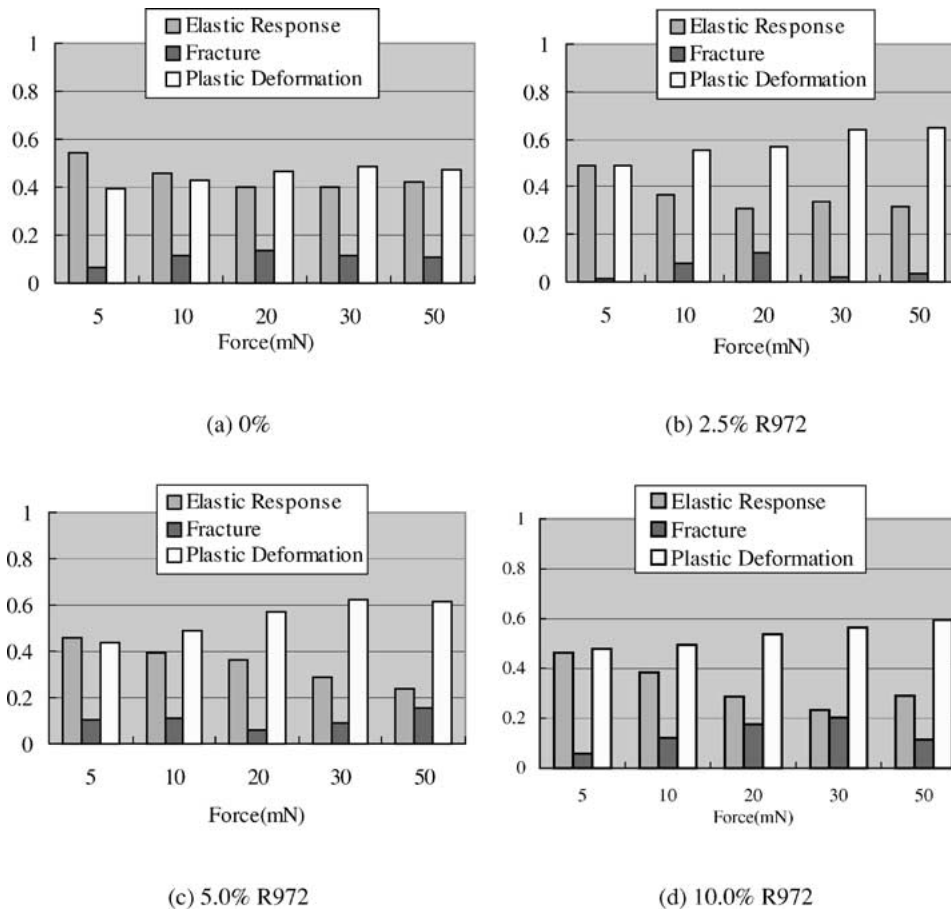 Elastic Response
Fracture
Plastic Deformation
1
0.8
0.6
0.4
0.2
0
5 10 20 30 50
Force(mN)
(a) 0%
Elastic Response
Fracture
Plastic Deformation
1
0.8
0.6
0.4
0.2
0
5 10 20 30 50
Force(mN)
(b) 2.5% R972
Elastic Response
Fracture
Plastic Deformation
1
0.8
0.6
0.4
0.2
0
5 10 20 30 50
Force(mN)
(c) 5.0% R972
Elastic Response
Fracture
Plastic Deformation
1
0.8
0.6
0.4
0.2
0
5 10 20 30 50
Force(mN)
(d) 10.0% R972